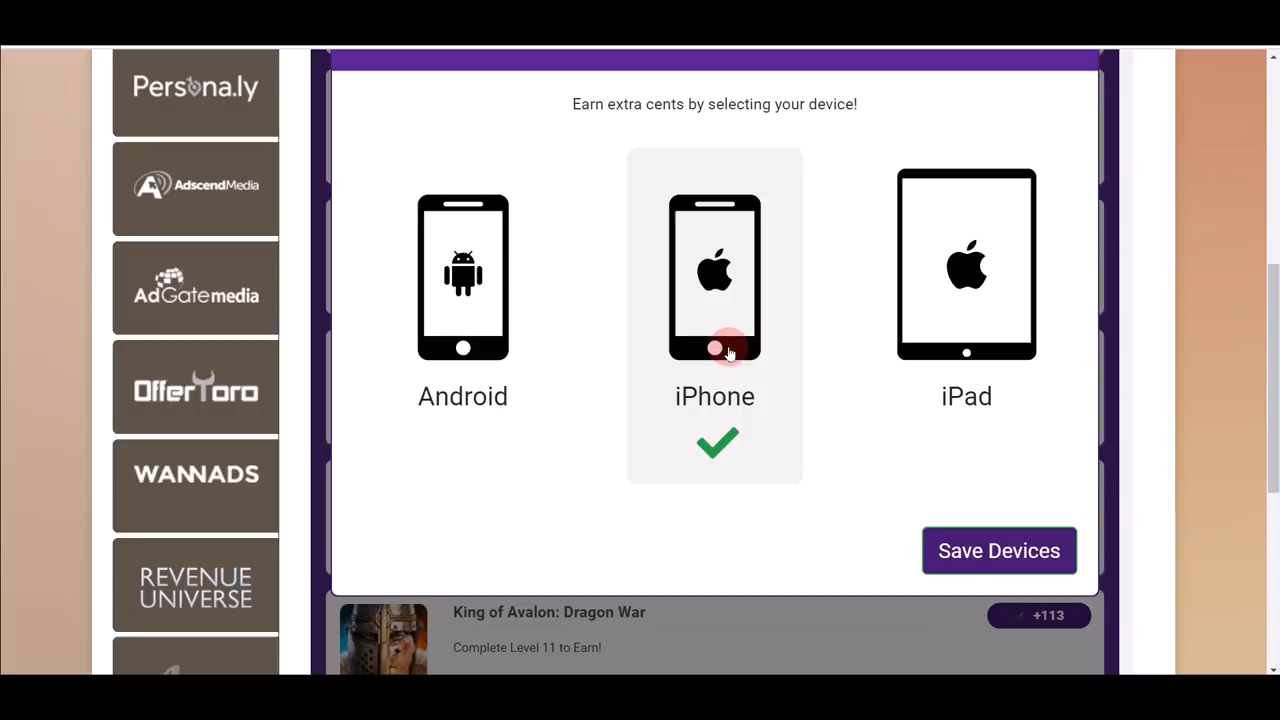 Persona.ly
AdscendMedia
AdGatemedia
OfferToro
WANNADS
REVENUE
UNIVERSE
Earn extra cents by selecting your device!
Android
iPhone
iPad
Save Devices
King of Avalon: Dragon War
+113
Complete Level 11 to Earn!